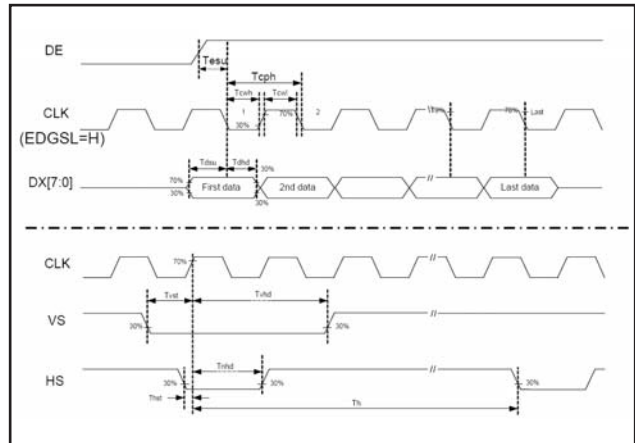 DE
Tesu
Tcph
Tcwh
Tcwl
CLK
1
70%
2
70%
70%
Last
30%
(EDGSL=H)
Tdsu
Tdhd
30%
DX[7:0]
70%
First data
2nd data
//
Last data
30%
30%
CLK
70%
//
Tvst
Tvhd
VS
30%
30%
//
Thhd
HS
30%
30%
//
30%
Thst
Th